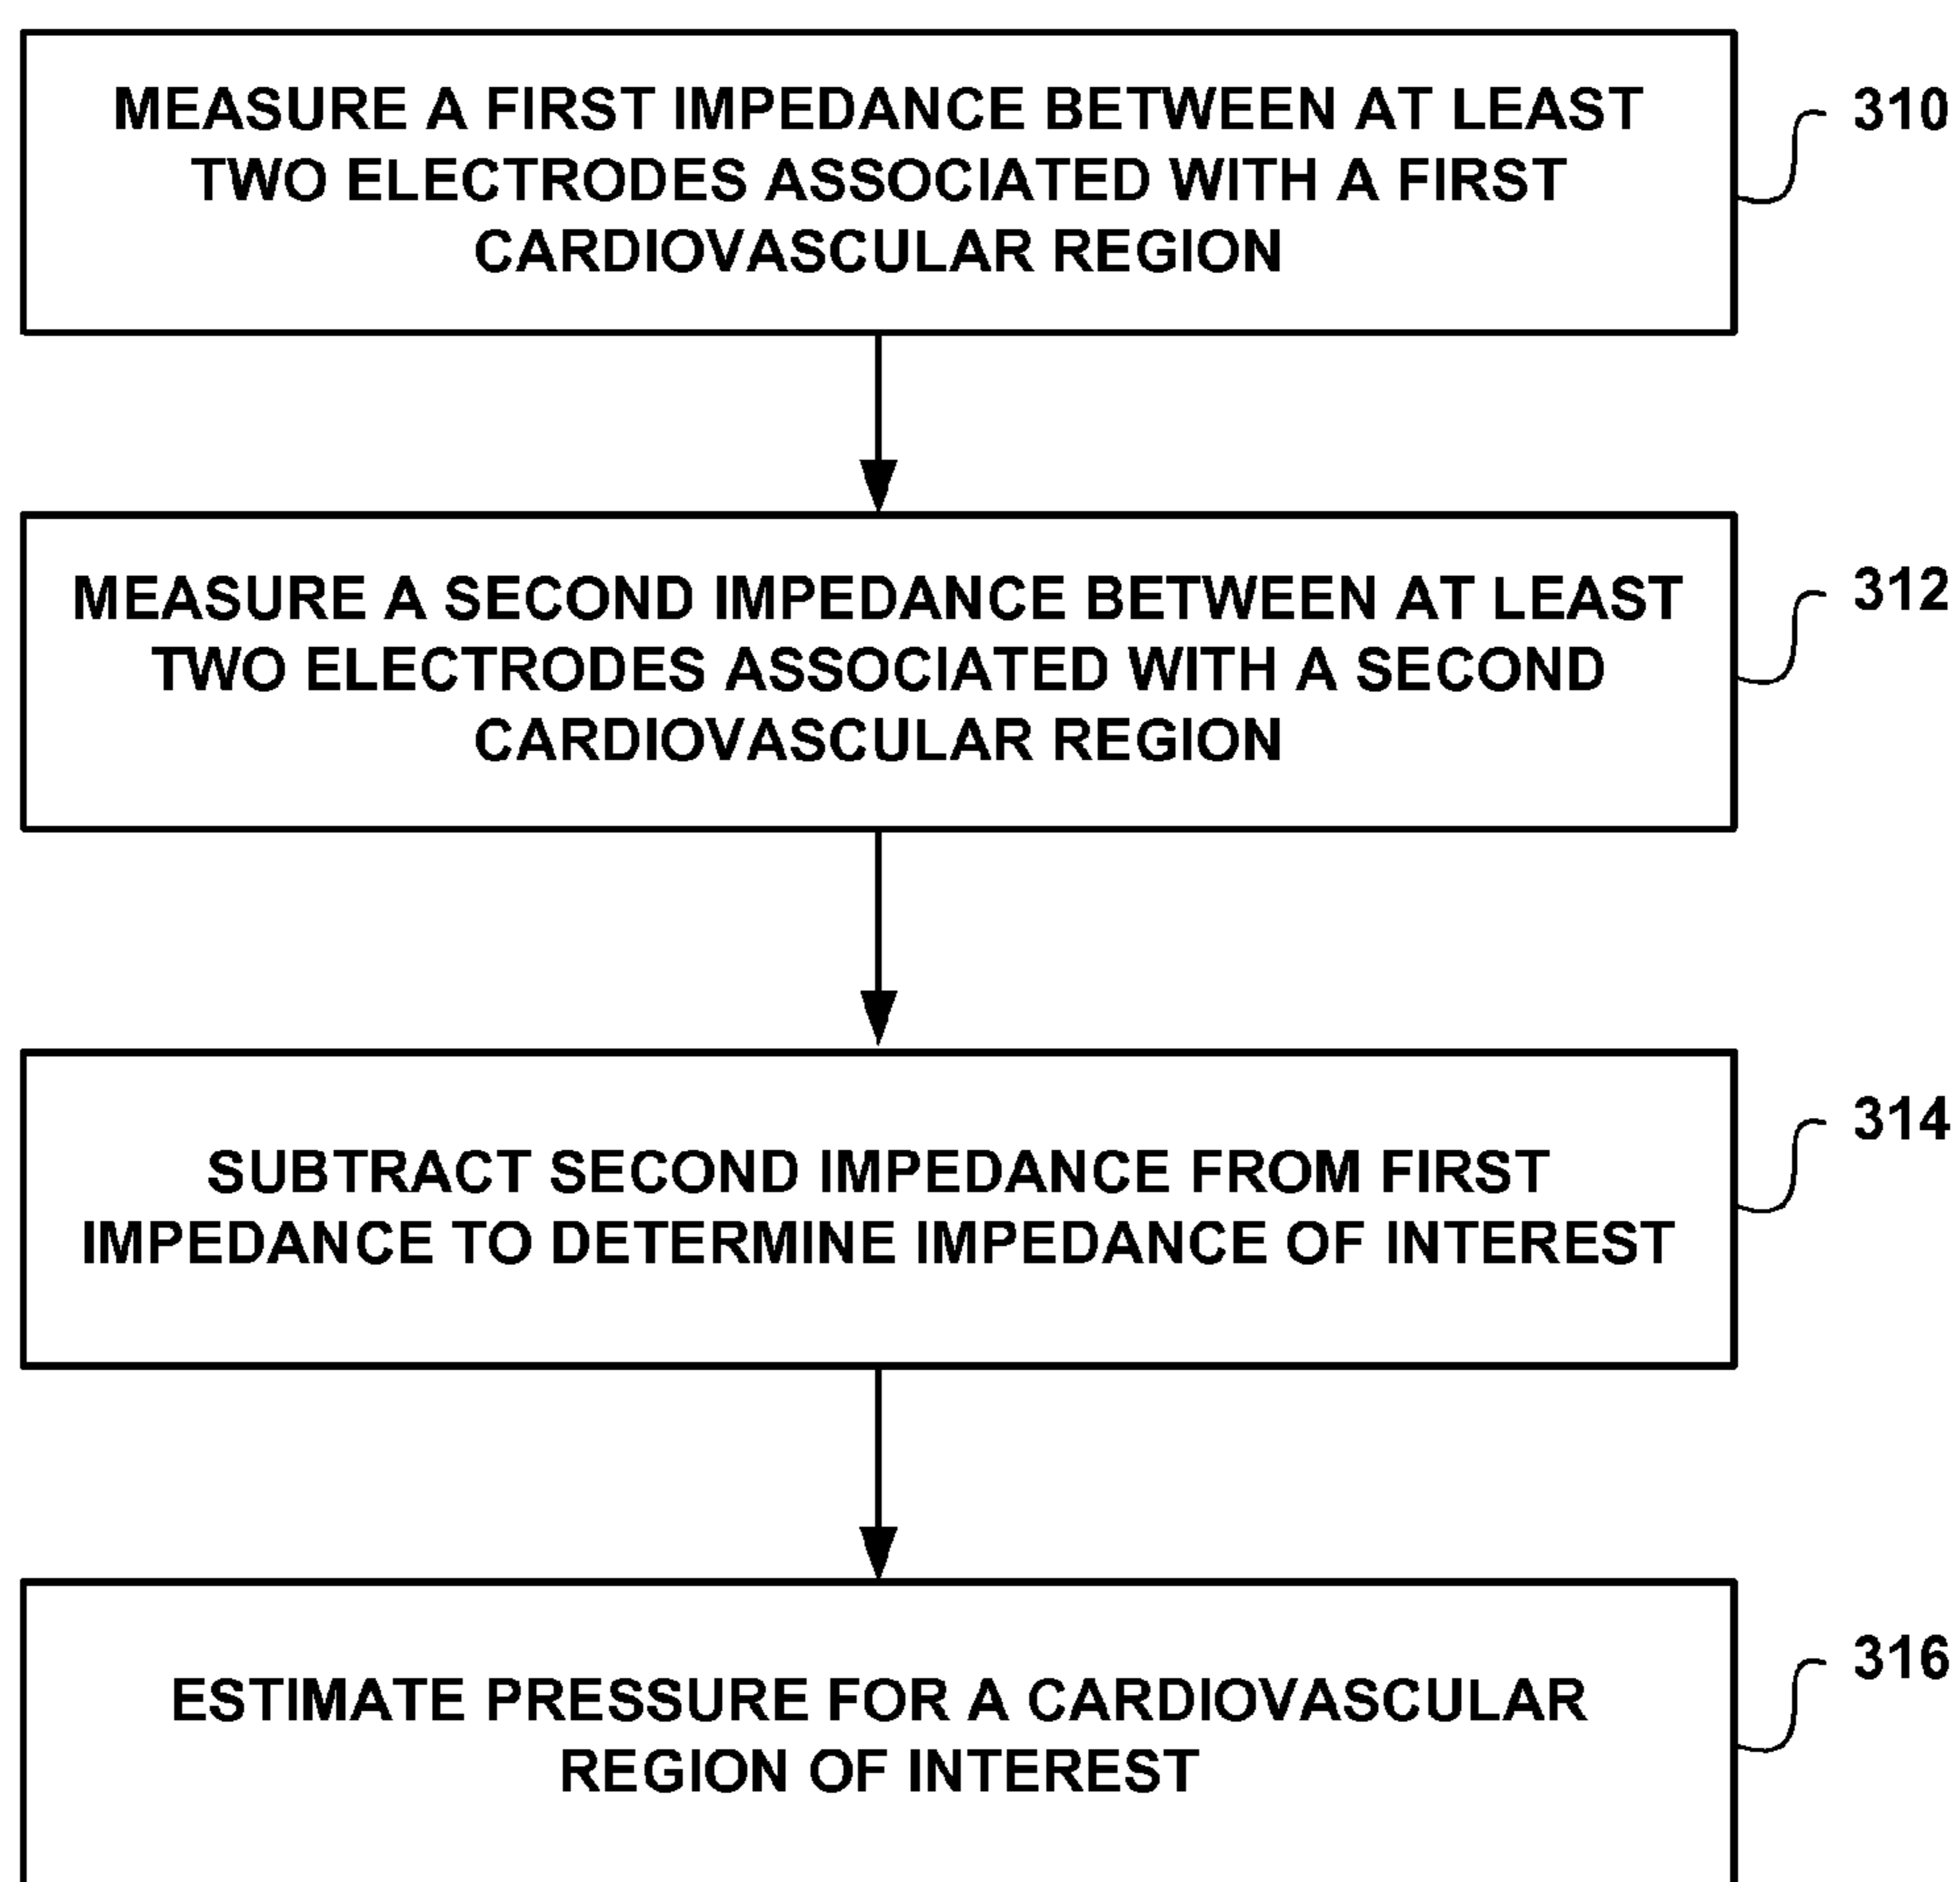 MEASURE A FIRST IMPEDANCE BETWEEN AT LEAST
TWO ELECTRODES ASSOCIATED WITH A FIRST
CARDIOVASCULAR REGION
310
MEASURE A SECOND IMPEDANCE BETWEEN AT LEAST
TWO ELECTRODES ASSOCIATED WITH A SECOND
CARDIOVASCULAR REGION
312
SUBTRACT SECOND IMPEDANCE FROM FIRST
IMPEDANCE TO DETERMINE IMPEDANCE OF INTEREST
314
ESTIMATE PRESSURE FOR A CARDIOVASCULAR
REGION OF INTEREST
316